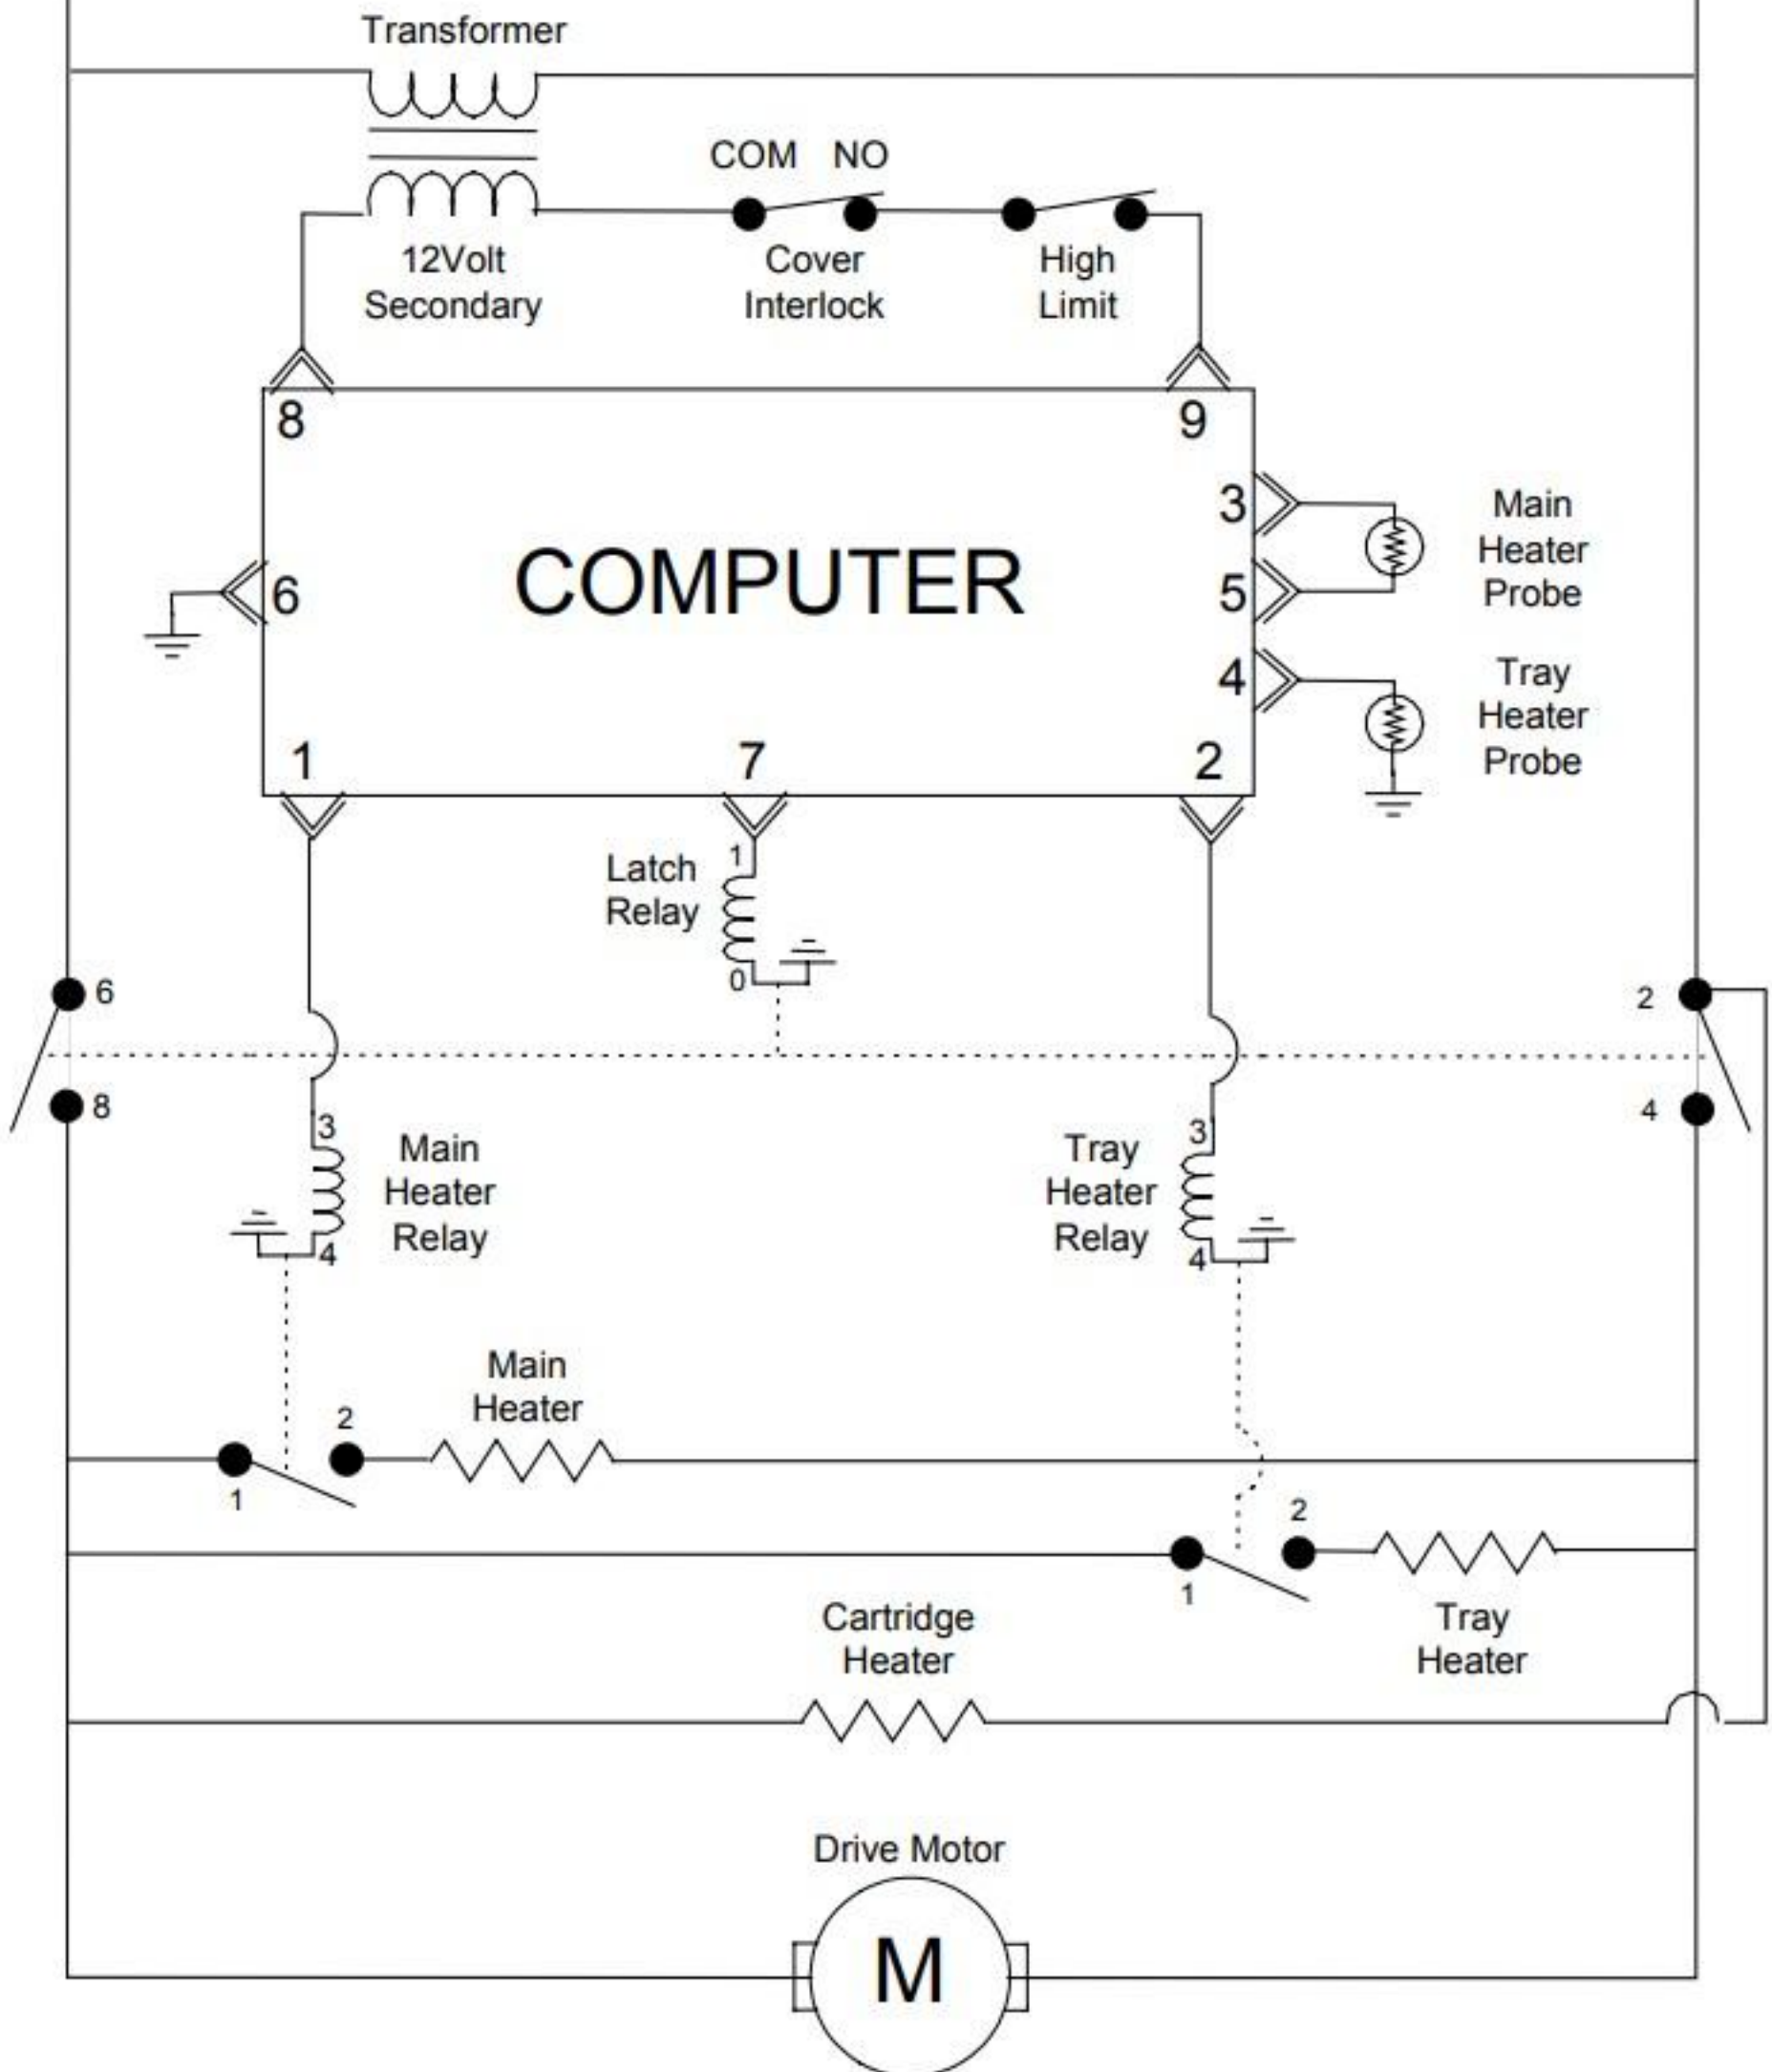 Transformer
COM NO
12Volt
Secondary
Cover
Interlock
High
Limit
8
9
3
Main
Heater
Probe
5
6
COMPUTER
4
Tray
Heater
Probe
1
7
2
Latch
Relay
1
0
6
2
8
4
3
Main
Heater
Relay
4
Tray
Heater
Relay
3
4
Main
Heater
2
1
2
1
Cartridge
Heater
Tray
Heater
Drive Motor
M